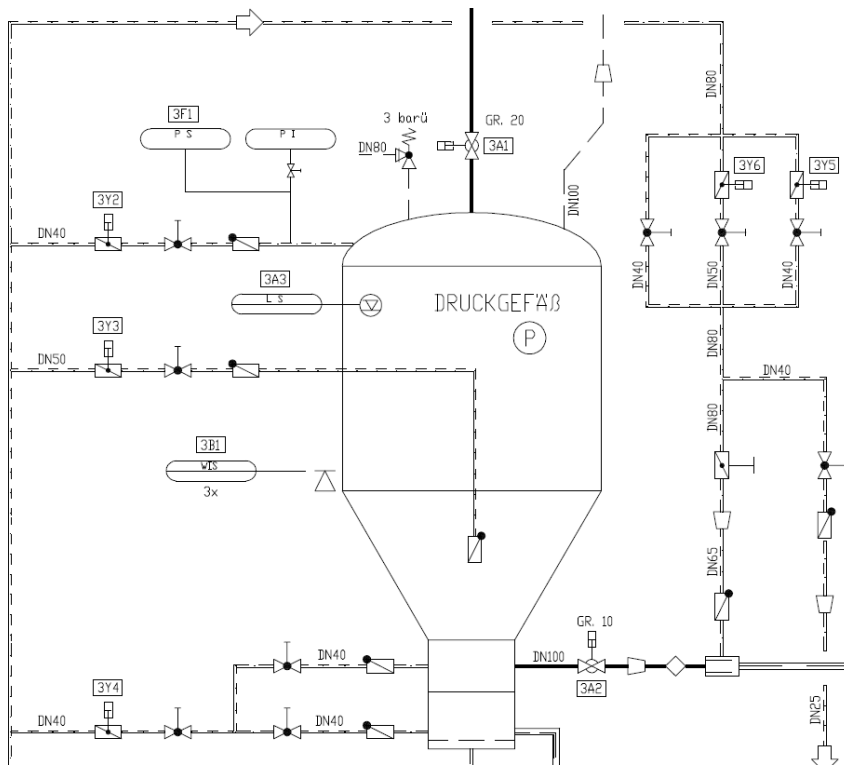 3 barü
GR. 20
3F1
P S
P I
DN80
3A1
DN80
3Y6
3Y5
3Y2
DN100
DN40
DN40
DN50
DN40
3A3
L S
DRUCKGEFÄß
P
3Y3
DN50
DN80
DN40
DN80
3B1
WIS
3x
DN65
GR. 10
DN40
DN100
3A2
3Y4
DN40
DN40
DN25